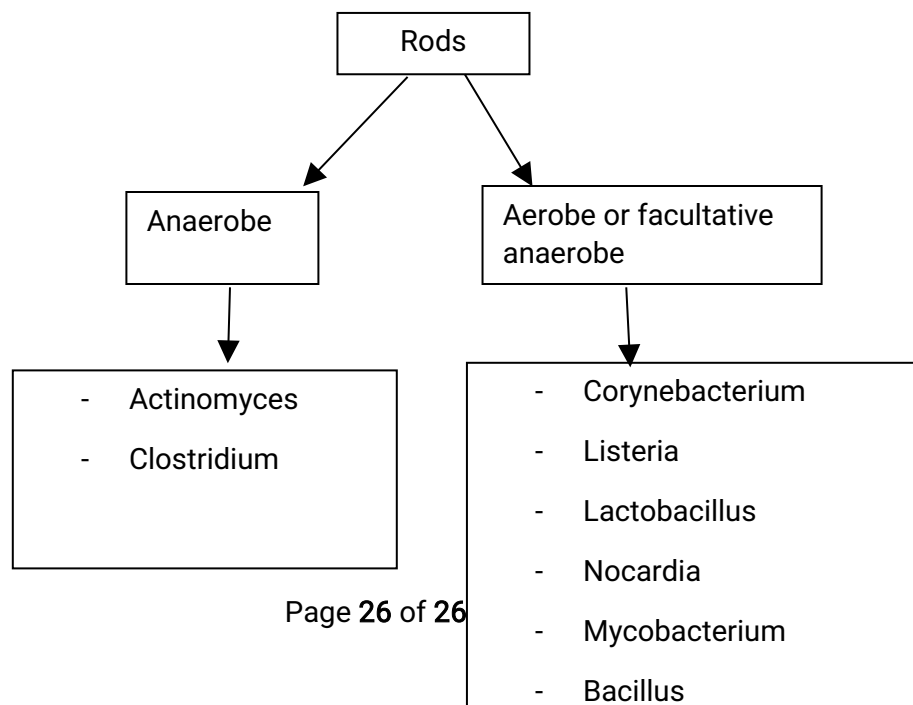 Rods
Anaerobe
Aerobe or facultative
anaerobe
- Actinomyces
- Clostridium
- Corynebacterium
- Listeria
- Lactobacillus
- Nocardia
- Mycobacterium
- Bacillus
Page 26 of 26